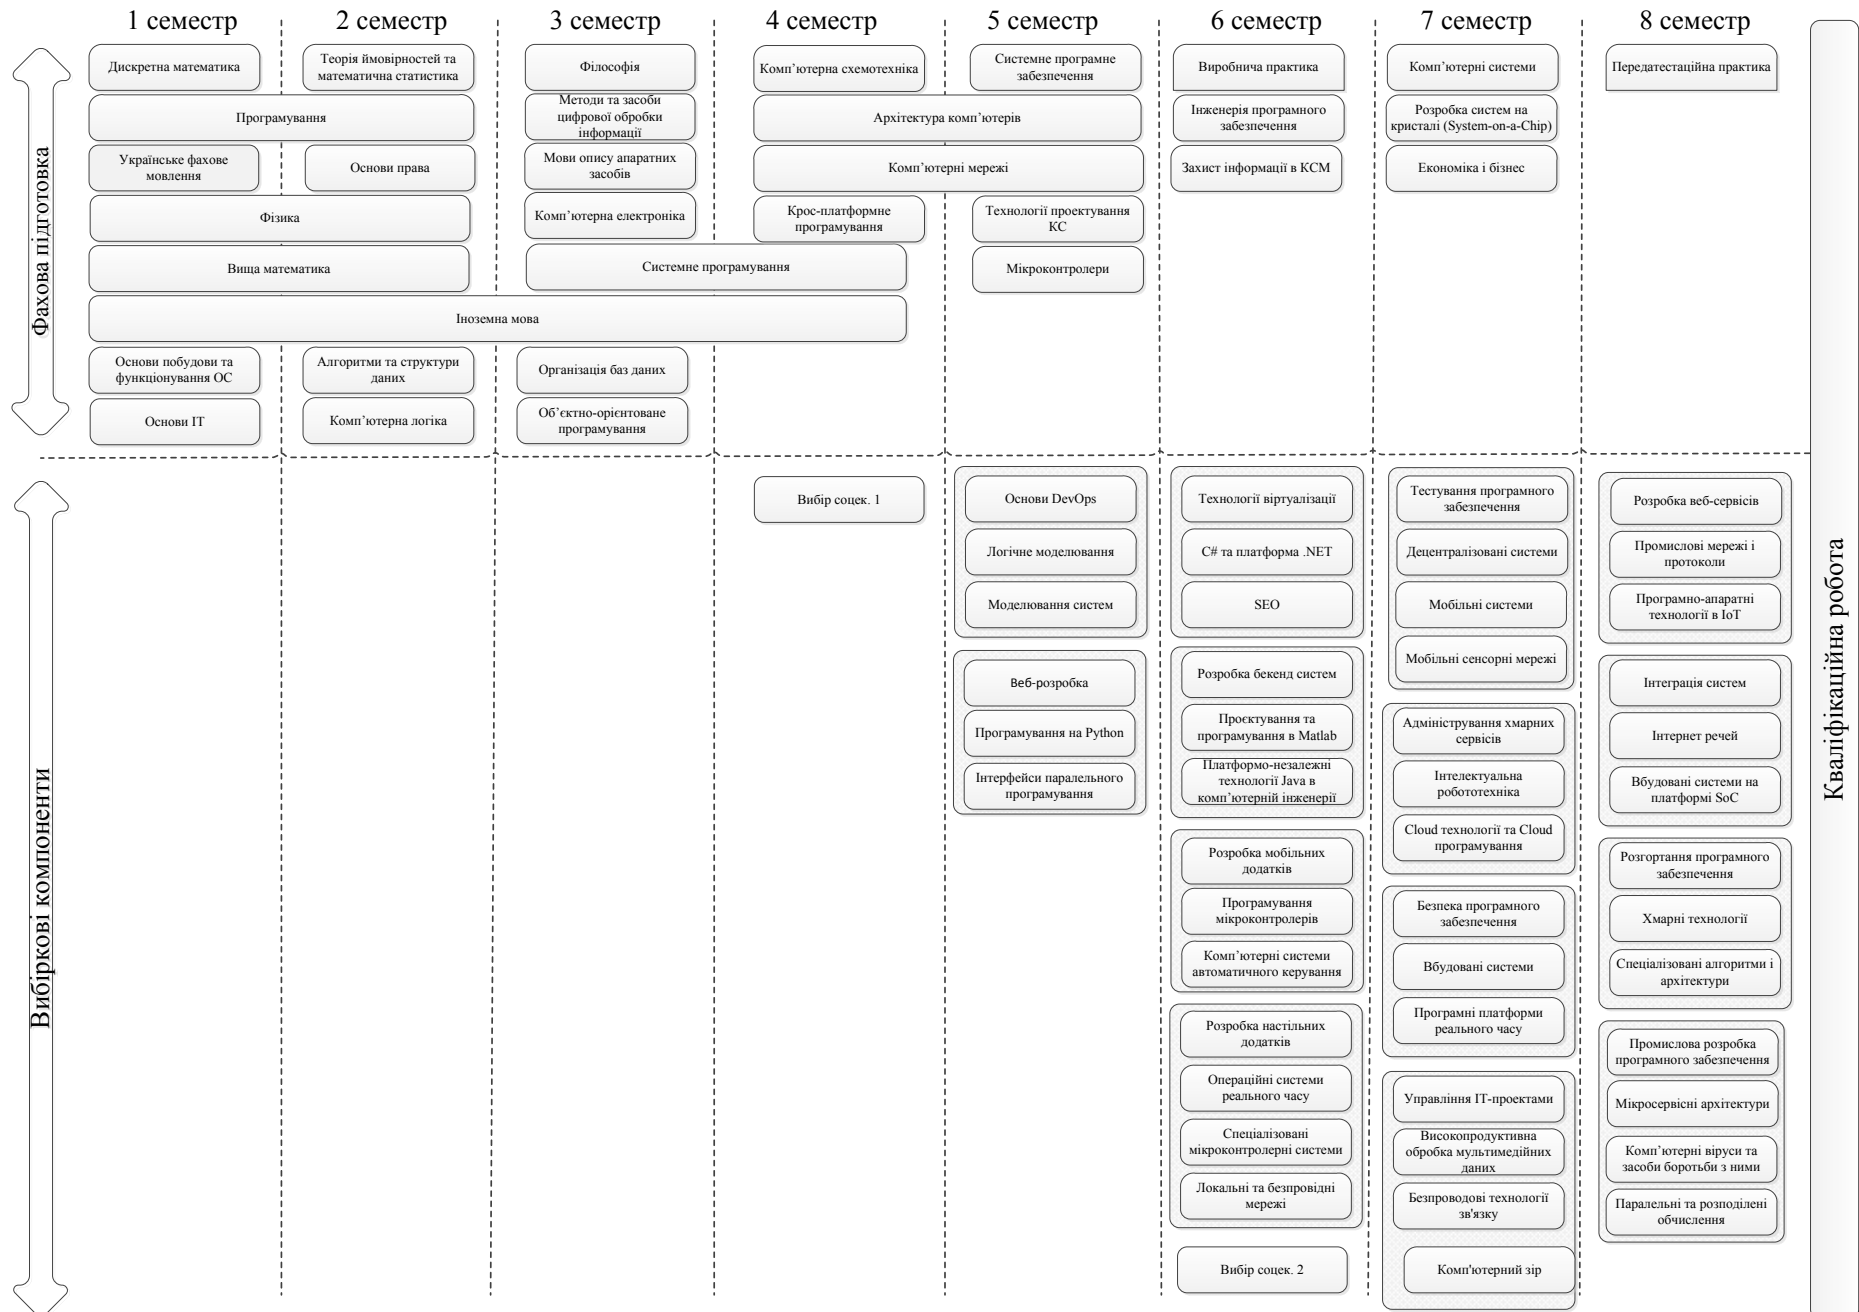 1 семестр
2 семестр
3 семестр
4 семестр
5 семестр
6 семестр
7 семестр
8 семестр
Фахова підготовка
Дискретна математика
Теорія ймовірностей та
математична статистика
Філософія
Комп’ютерна схемотехніка
Системне програмне
забезпечення
Виробнича практика
Комп’ютерні системи
Передатестаційна практика
Програмування
Методи та засоби
цифрової обробки
інформації
Архітектура комп’ютерів
Інженерія програмного
забезпечення
Розробка систем на
кристалі (System-on-a-Chip)
Українське фахове
мовлення
Основи права
Мови опису апаратних
засобів
Комп’ютерні мережі
Захист інформації в КСМ
Економіка і бізнес
Фізика
Комп’ютерна електроніка
Крос-платформне
програмування
Технології проектування
КС
Вища математика
Системне програмування
Мікроконтролери
Іноземна мова
Основи побудови та
функціонування ОС
Алгоритми та структури
даних
Організація баз даних
Основи ІТ
Комп’ютерна логіка
Об’єктно-орієнтоване
програмування
Вибіркові компоненти
Вибір соцек. 1
Основи DevOps
Логічне моделювання
Моделювання систем
Веб-розробка
Програмування на Python
Інтерфейси паралельного
програмування
Технології віртуалізації
C# та платформа .NET
SEO
Розробка бекенд систем
Проєктування та
програмування в Matlab
Платформо-незалежні
технології Java в
комп’ютерній інженерії
Розробка мобільних
додатків
Програмування
мікроконтролерів
Комп’ютерні системи
автоматичного керування
Розробка настільних
додатків
Операційні системи
реального часу
Спеціалізовані
мікроконтролерні системи
Локальні та безпровідні
мережі
Вибір соцек. 2
Тестування програмного
забезпечення
Децентралізовані системи
Мобільні системи
Мобільні сенсорні мережі
Адміністрування хмарних
сервісів
Інтелектуальна
робототехніка
Cloud технології та Cloud
програмування
Безпека програмного
забезпечення
Вбудовані системи
Програмні платформи
реального часу
Управління ІТ-проектами
Високопродуктивна
обробка мультимедійних
даних
Безпроводові технології
зв'язку
Комп'ютерний зір
Розробка веб-сервісів
Промислові мережі і
протоколи
Програмно-апаратні
технології в IoT
Інтеграція систем
Інтернет речей
Вбудовані системи на
платформі SoC
Розгортання програмного
забезпечення
Хмарні технології
Спеціалізовані алгоритми і
архітектури
Промислова розробка
програмного забезпечення
Мікросервісні архітектури
Комп’ютерні віруси та
засоби боротьби з ними
Паралельні та розподілені
обчислення
Кваліфікаційна робота